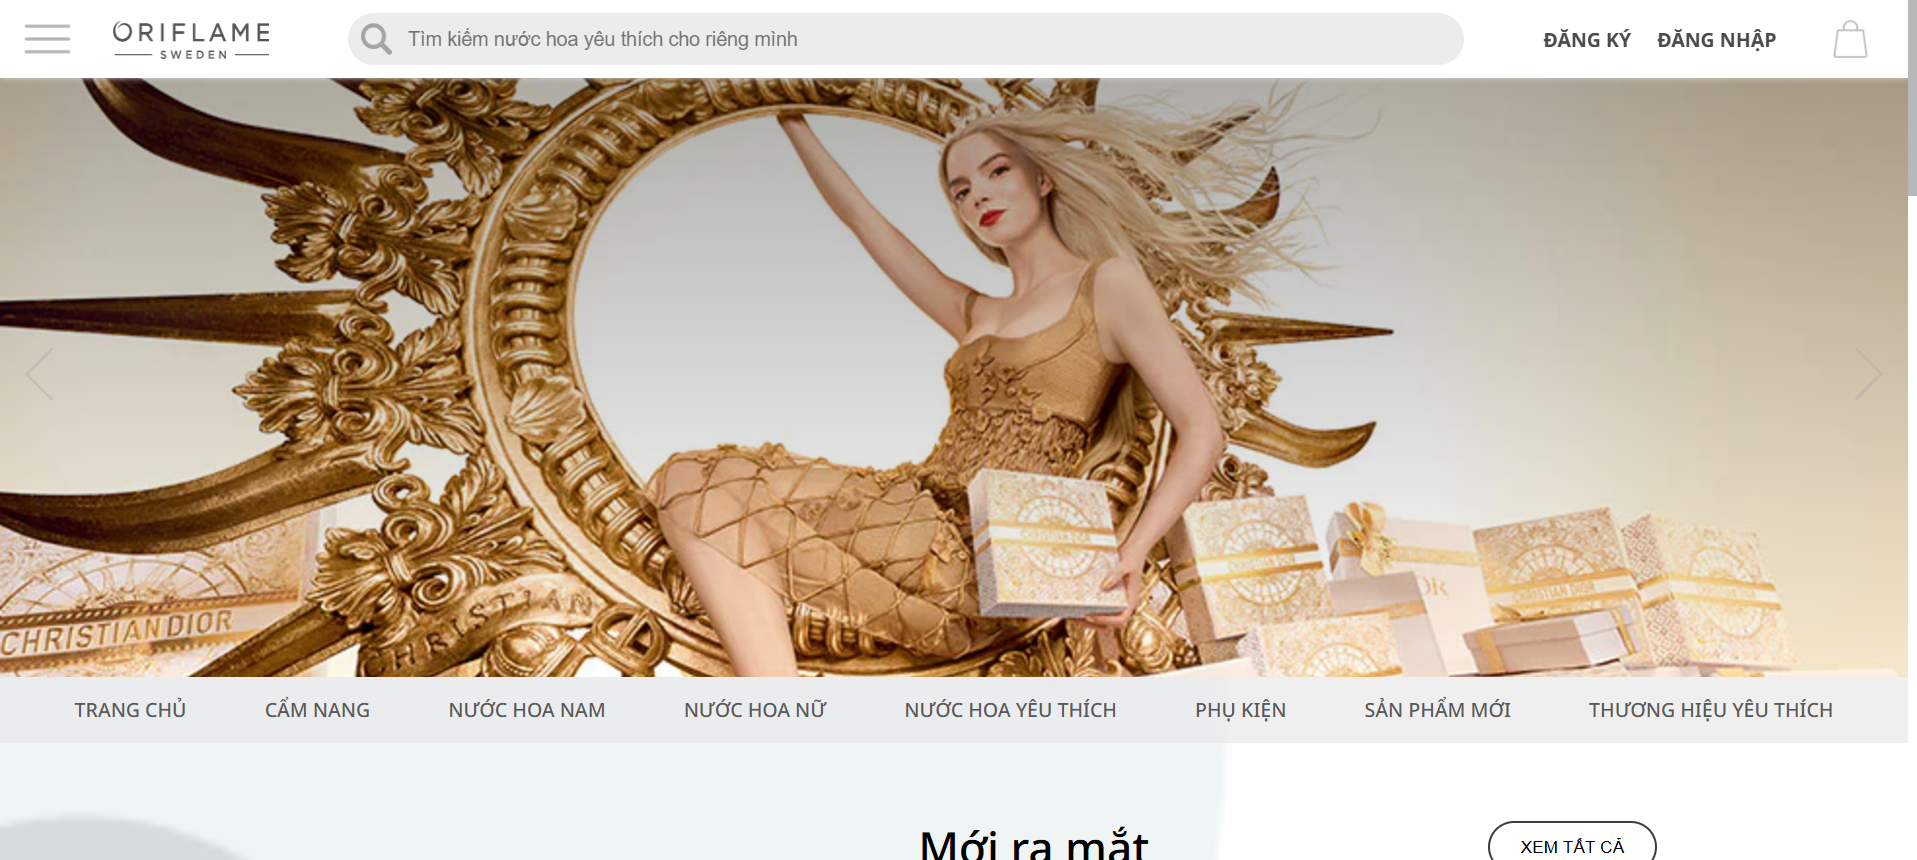 ORIFLAME
SWEDEN
Tìm kiếm nước hoa yêu thích cho riêng mình
ĐĂNG KÝ
ĐĂNG NHẬP
CHRISTIAN DIOR
CHRISTIAN
CHRISTIAN DIOR
TRANG CHỦ
CẨM NANG
NƯỚC HOA NAM
NƯỚC HOA NỮ
NƯỚC HOA YÊU THÍCH
PHỤ KIỆN
SẢN PHẨM MỚI
THƯƠNG HIỆU YÊU THÍCH
Mới ra mắt
XEM TẤT CẢ